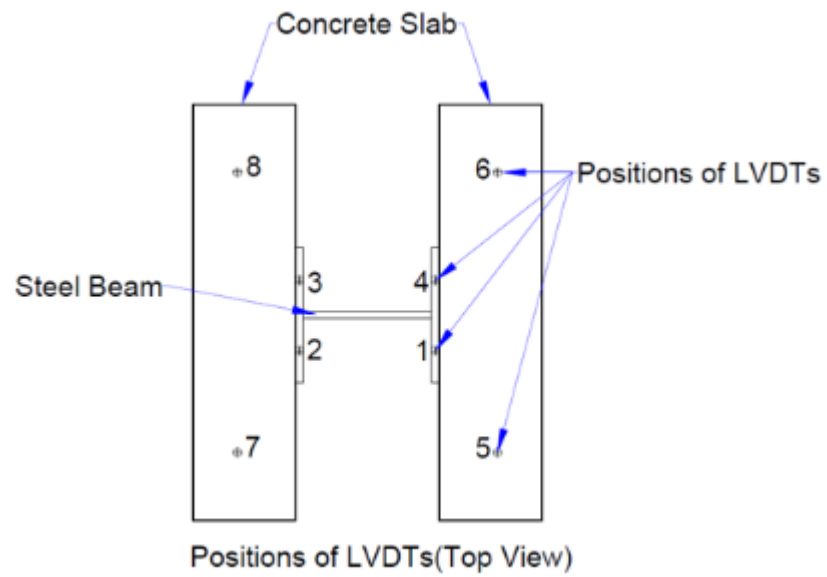 Concrete Slab
8
6
Positions of LVDTs
3
4
Steel Beam
2
1
7
5
Positions of LVDTs(Top View)